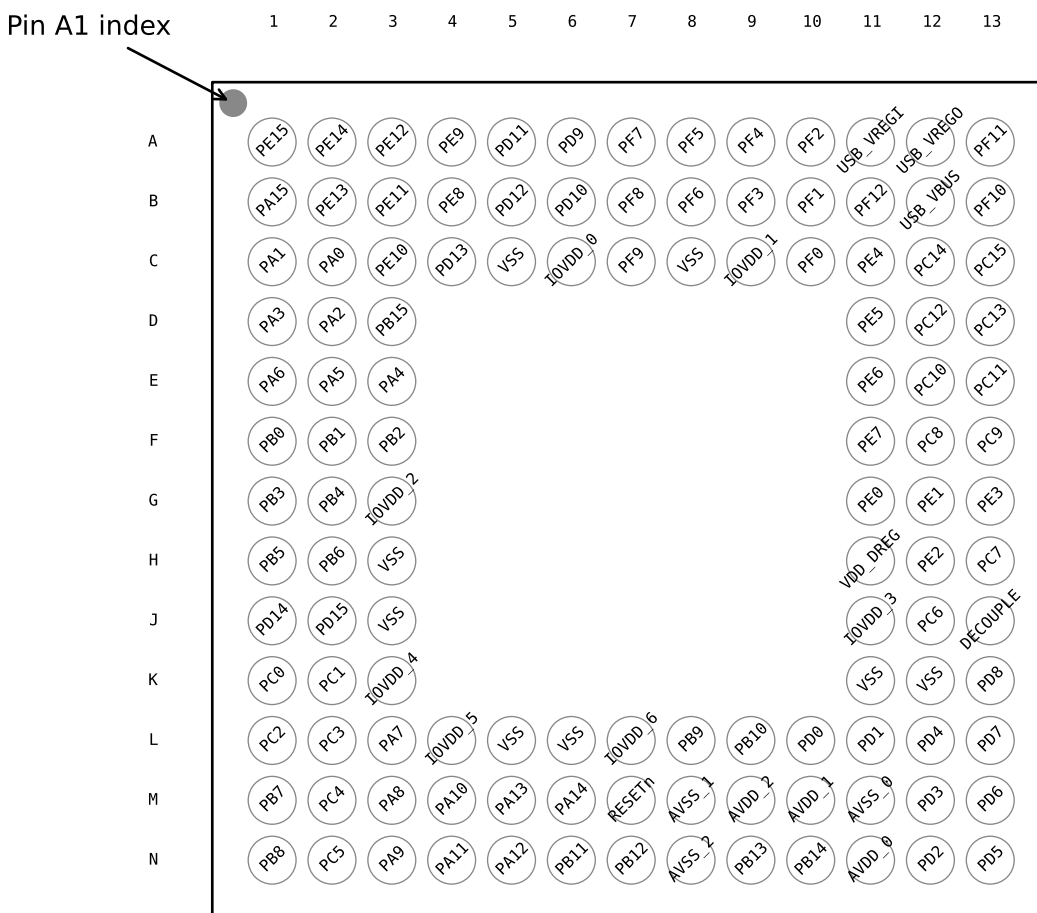 Pin A1 index
1 2 3 4 5 6 7 8 9 10 11 12 13
A PE15 PE14 PE12 PE9 PD11 PD9 PF7 PF5 PF4 PF2 USB_VREGI USB_VREGO PF11
B PA15 PE13 PE11 PE8 PD12 PD10 PF8 PF6 PF3 PF1 PF12 USB_VBUS PF10
C PA1 PA0 PE10 PD13 VSS IOVDD_0 PF9 VSS IOVDD_1 PF0 PE4 PC14 PC15
D PA3 PA2 PB15 PE5 PC12 PC13
E PA6 PA5 PA4 PE6 PC10 PC11
F PB0 PB1 PB2 PE7 PC8 PC9
G PB3 PB4 IOVDD_2 PE0 PE1 PE3
H PB5 PB6 VSS VDD_DREG PE2 PC7
J PD14 PD15 VSS IOVDD_3 PC6 DECOUPLE
K PC0 PC1 IOVDD_4 VSS VSS PD8
L PC2 PC3 PA7 IOVDD_5 VSS VSS IOVDD_6 PB9 PB10 PD0 PD1 PD4 PD7
M PB7 PC4 PA8 PA10 PA13 PA14 RESETn AVSS_1 AVDD_2 AVDD_1 AVSS_0 PD3 PD6
N PB8 PC5 PA9 PA11 PA12 PB11 PB12 AVSS_2 PB13 PB14 AVDD_0 PD2 PD5